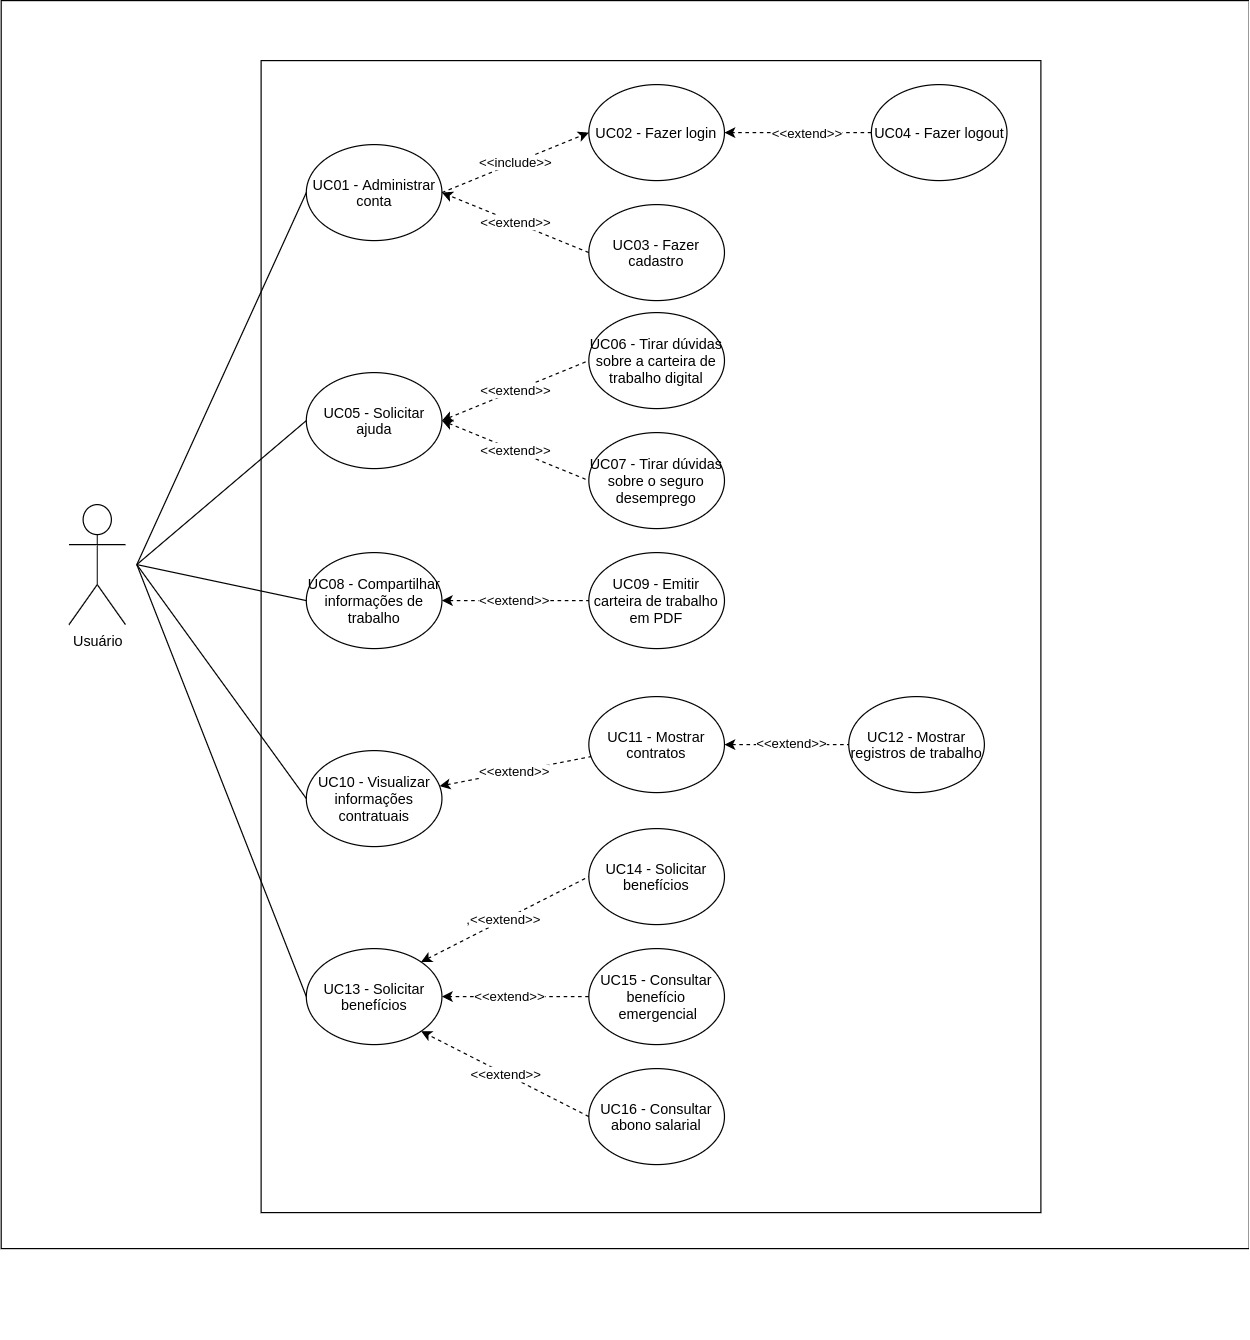 UC02 - Fazer login
<<extend>>
UC04 - Fazer logout
<<include>>
UC01 - Administrar
conta
<<extend>>
UC03 - Fazer
cadastro
UC06 - Tirar dúvidas
sobre a carteira de
trabalho digital
<<extend>>
UC05 - Solicitar
ajuda
<<extend>>
UC07 - Tirar dúvidas
sobre o seguro
desemprego
Usuário
UC08 - Compartilhar
informações de
trabalho
<<extend>>
UC09 - Emitir
carteira de trabalho
em PDF
UC11 - Mostrar
contratos
<<extend>>
UC12 - Mostrar
registros de trabalho
<<extend>>
UC10 - Visualizar
informações
contratuais
UC14 - Solicitar
benefícios
,<<extend>>
UC13 - Solicitar
benefícios
<<extend>>
UC15 - Consultar
benefício
emergencial
<<extend>>
UC16 - Consultar
abono salarial